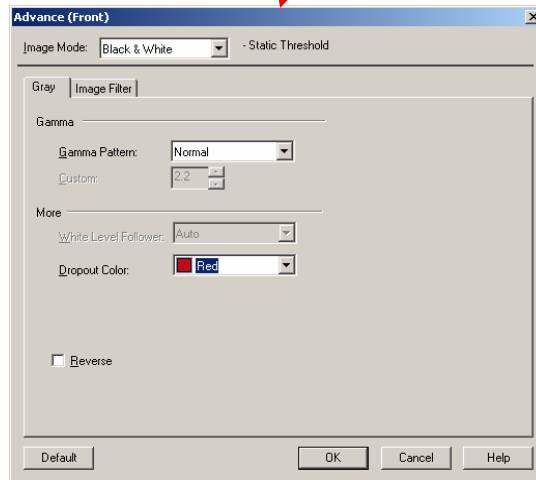 Advance (Front)
Image Mode: Black & White - Static Threshold
Gray Image Filter
Gamma
Gamma Pattern: Normal
Custom: 2.2
More
White Level Follower: Auto
Dropout Color: Red
Reverse
Default OK Cancel Help